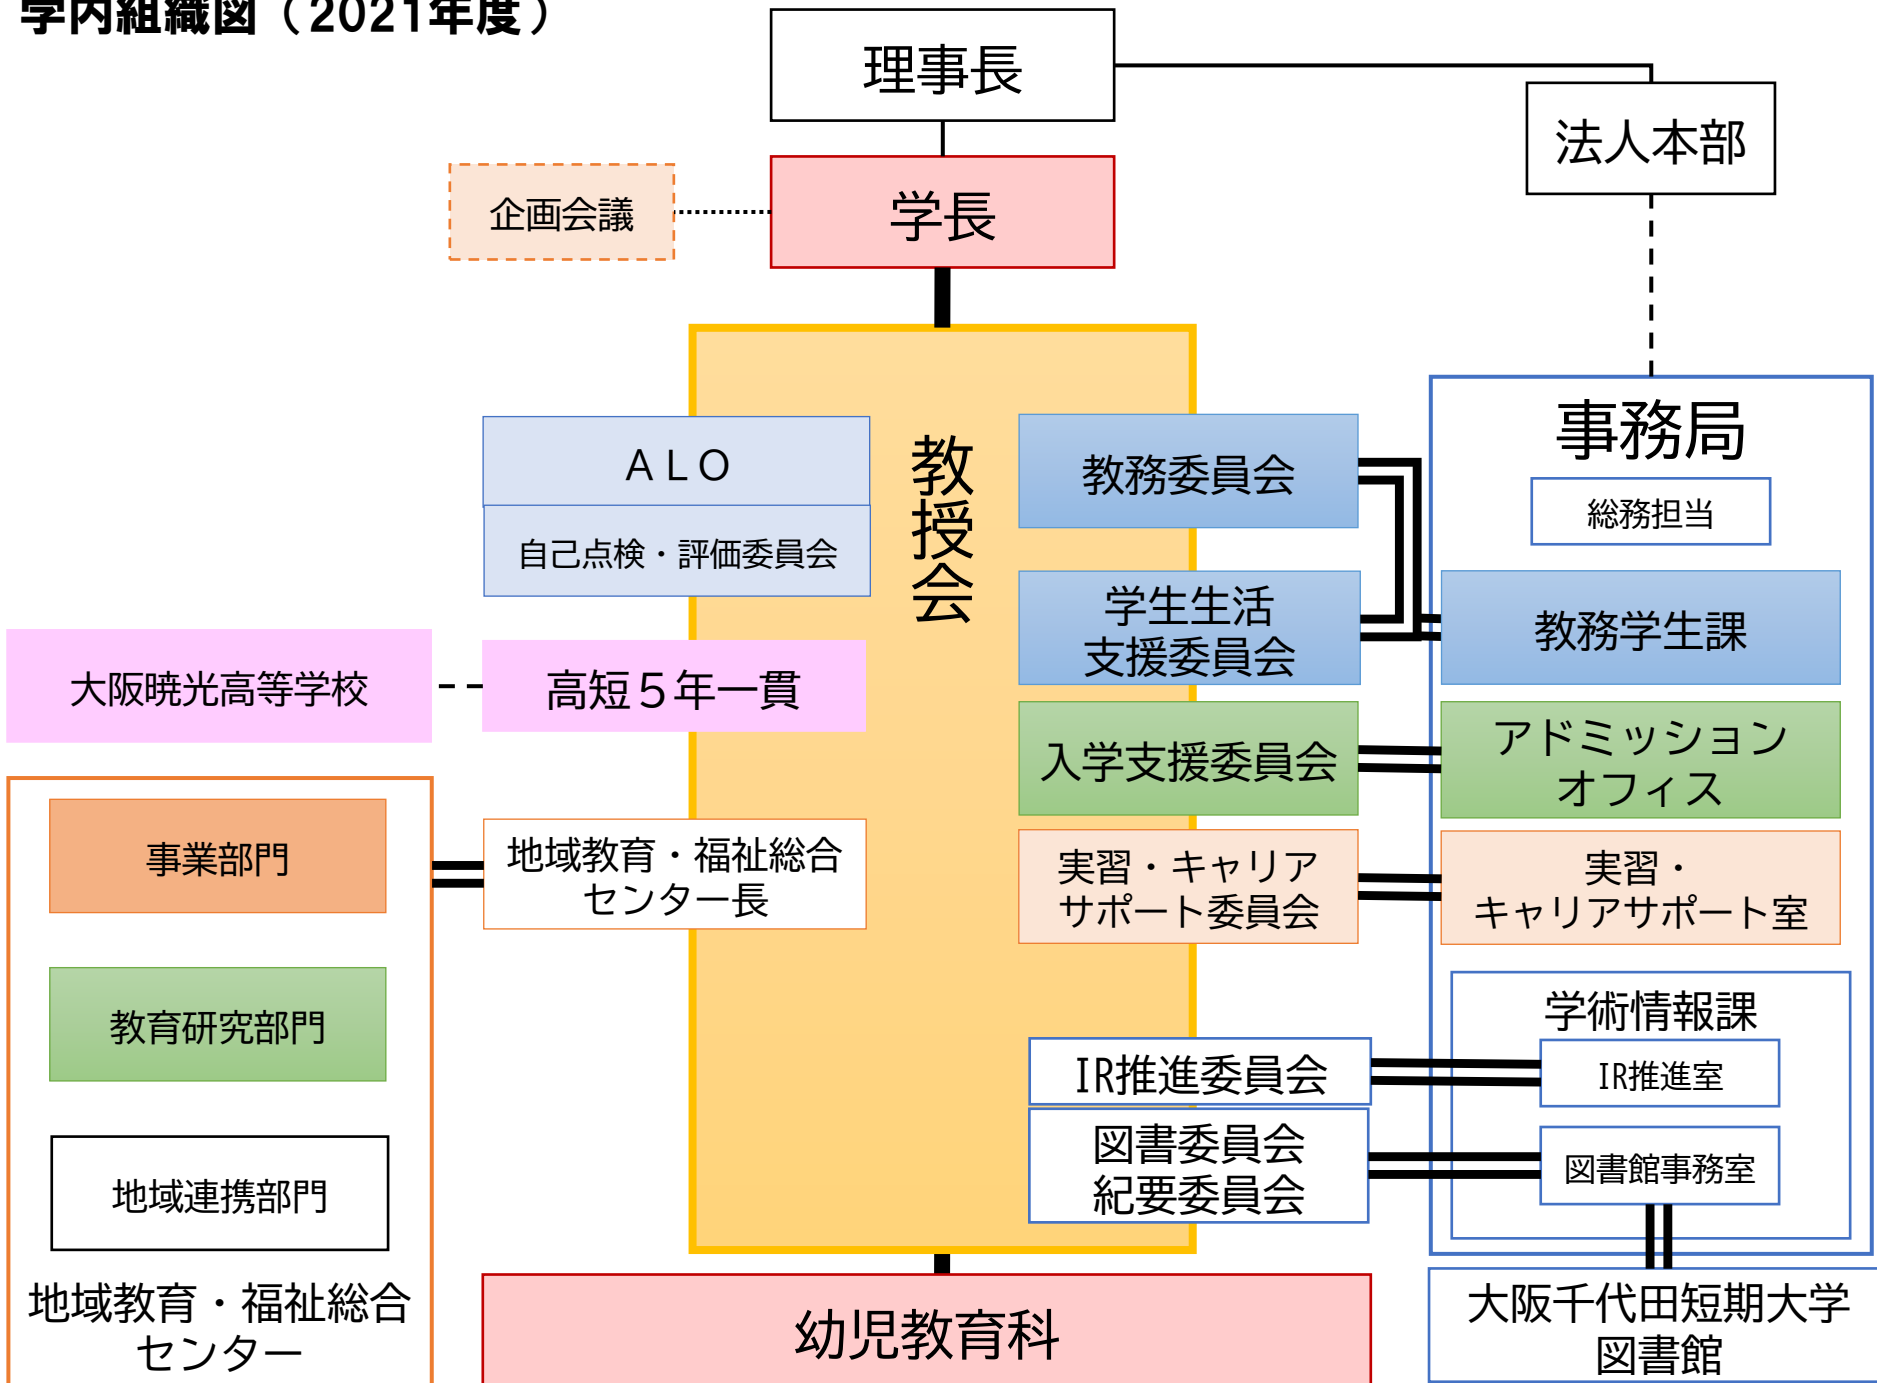 学内組織図（2021年度）
理事長
法人本部
企画会議
学長
教授会
ＡＬＯ
自己点検・評価委員会
大阪暁光高等学校
高短５年一貫
事業部門
教育研究部門
地域連携部門
地域教育・福祉総合
センター
地域教育・福祉総合
センター長
教務委員会
学生生活
支援委員会
入学支援委員会
実習・キャリア
サポート委員会
IR推進委員会
図書委員会
紀要委員会
事務局
総務担当
教務学生課
アドミッション
オフィス
実習・
キャリアサポート室
学術情報課
IR推進室
図書館事務室
幼児教育科
大阪千代田短期大学
図書館